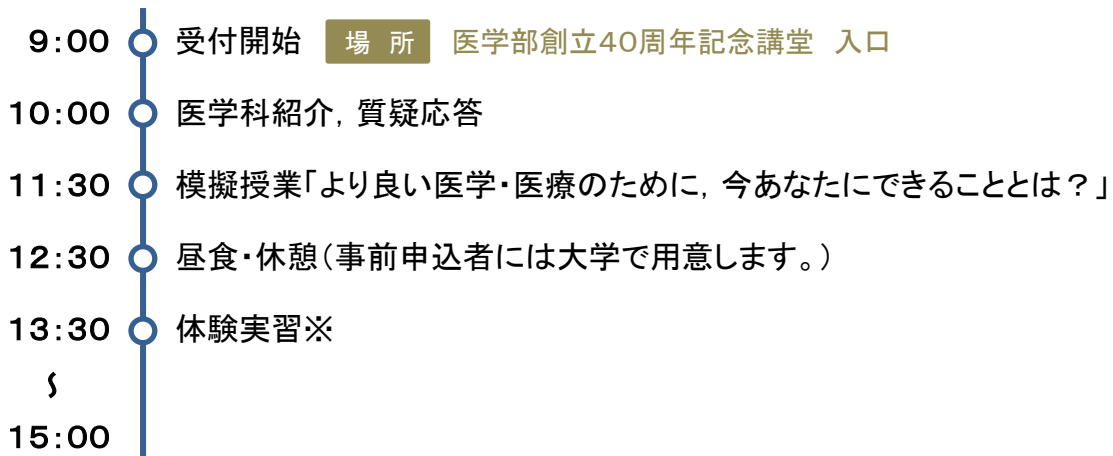 9:00 受付開始 場 所 医学部創立40周年記念講堂 入口
10:00 医学科紹介, 質疑応答
11:30 模擬授業「より良い医学・医療のために, 今あなたにできることとは?」
12:30 昼食・休憩(事前申込者には大学で用意します。)
13:30 体験実習※
〜
15:00